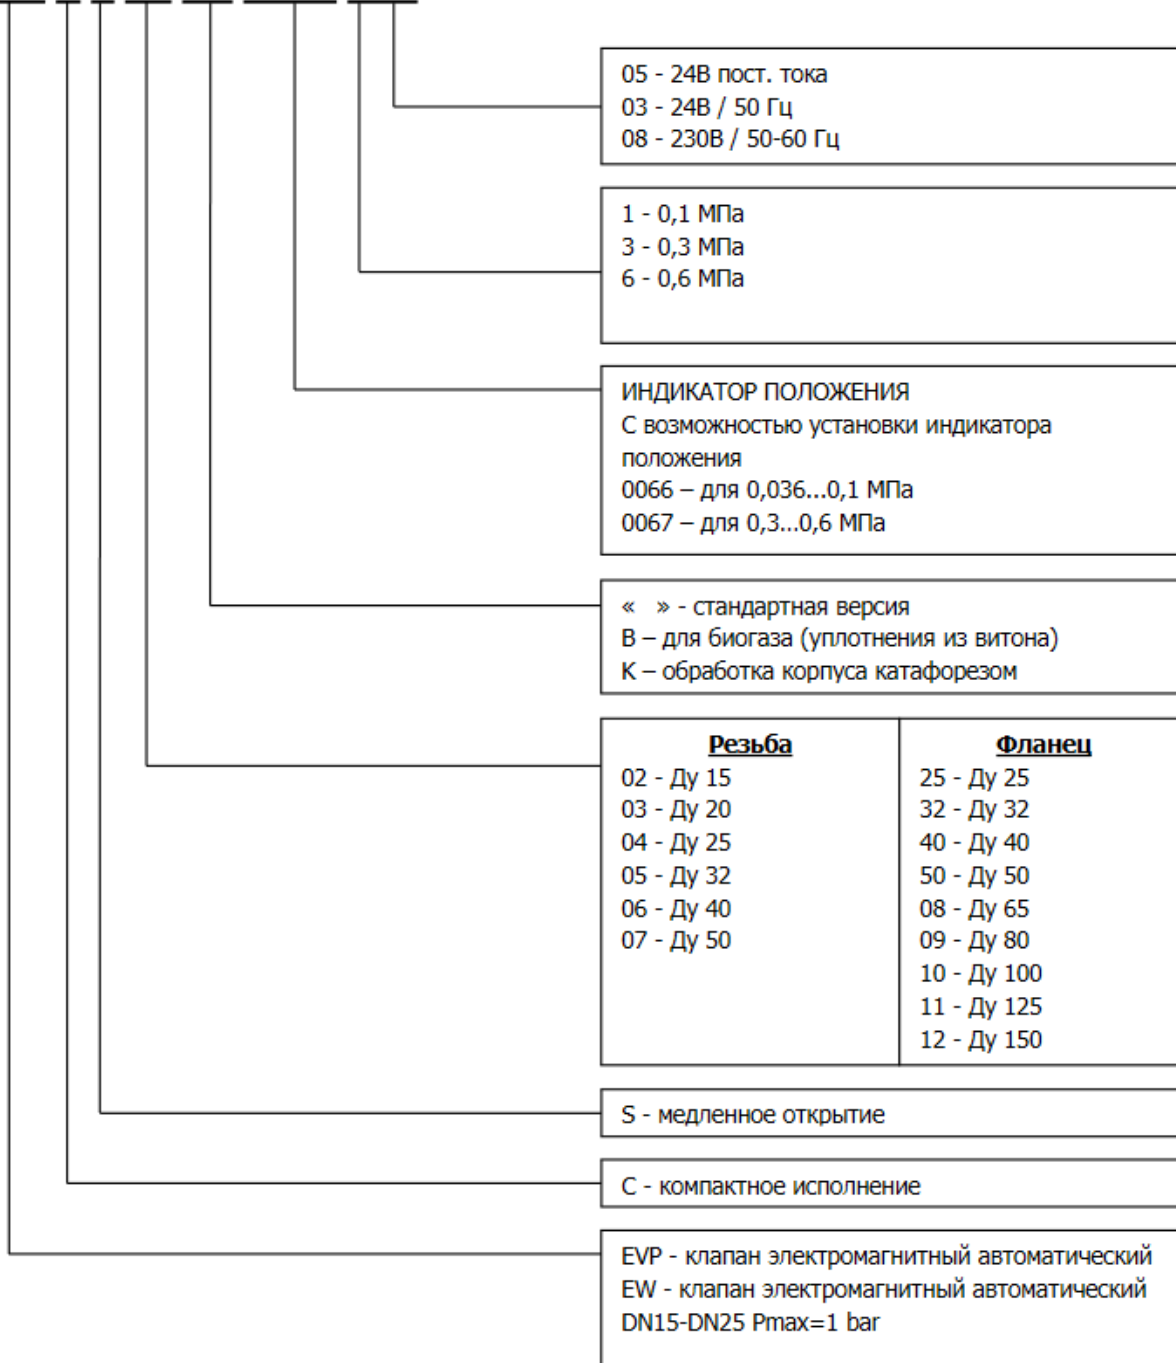 05 - 24В пост. тока
03 - 24В / 50 Гц
08 - 230В / 50-60 Гц
1 - 0,1 МПа
3 - 0,3 МПа
6 - 0,6 МПа
ИНДИКАТОР ПОЛОЖЕНИЯ
С возможностью установки индикатора
положения
0066 – для 0,036...0,1 МПа
0067 – для 0,3...0,6 МПа
«   » - стандартная версия
В – для биогаза (уплотнения из витона)
К – обработка корпуса катафорезом
Резьба
02 - Ду 15
03 - Ду 20
04 - Ду 25
05 - Ду 32
06 - Ду 40
07 - Ду 50
Фланец
25 - Ду 25
32 - Ду 32
40 - Ду 40
50 - Ду 50
08 - Ду 65
09 - Ду 80
10 - Ду 100
11 - Ду 125
12 - Ду 150
S - медленное открытие
С - компактное исполнение
EVP - клапан электромагнитный автоматический
EW - клапан электромагнитный автоматический
DN15-DN25 Pmax=1 bar